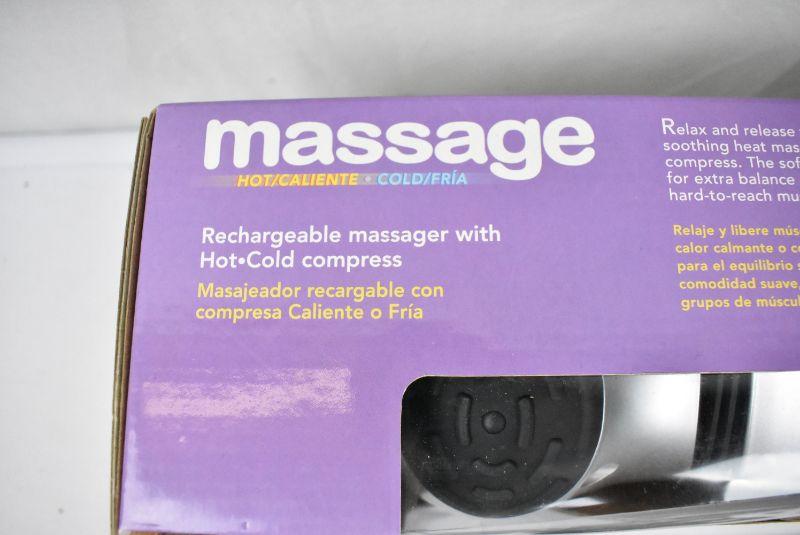 massage
HOT/CALIENTE • COLD/FRÍA
Rechargeable massager with
Hot•Cold compress
Masajeador recargable con
compresa Caliente o Fría
Relax and release
soothing heat mas
compress. The sof
for extra balance
hard-to-reach mu
Relaje y libere mús
calor calmante o c
para el equilibrio s
comodidad suave,
grupos de múscul